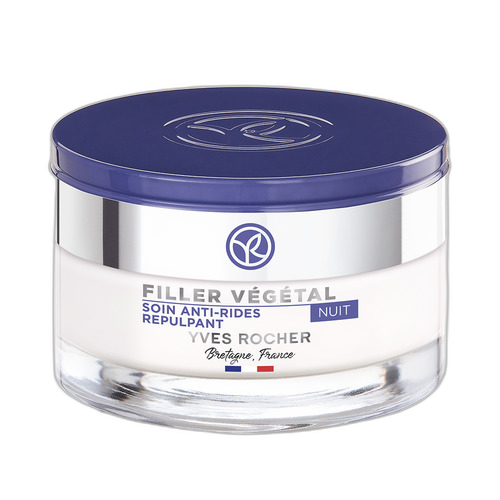 FILLER VÉGÉTAL
SOIN ANTI-RIDES
REPULPANT
NUIT
YVES ROCHER
Bretagne, France